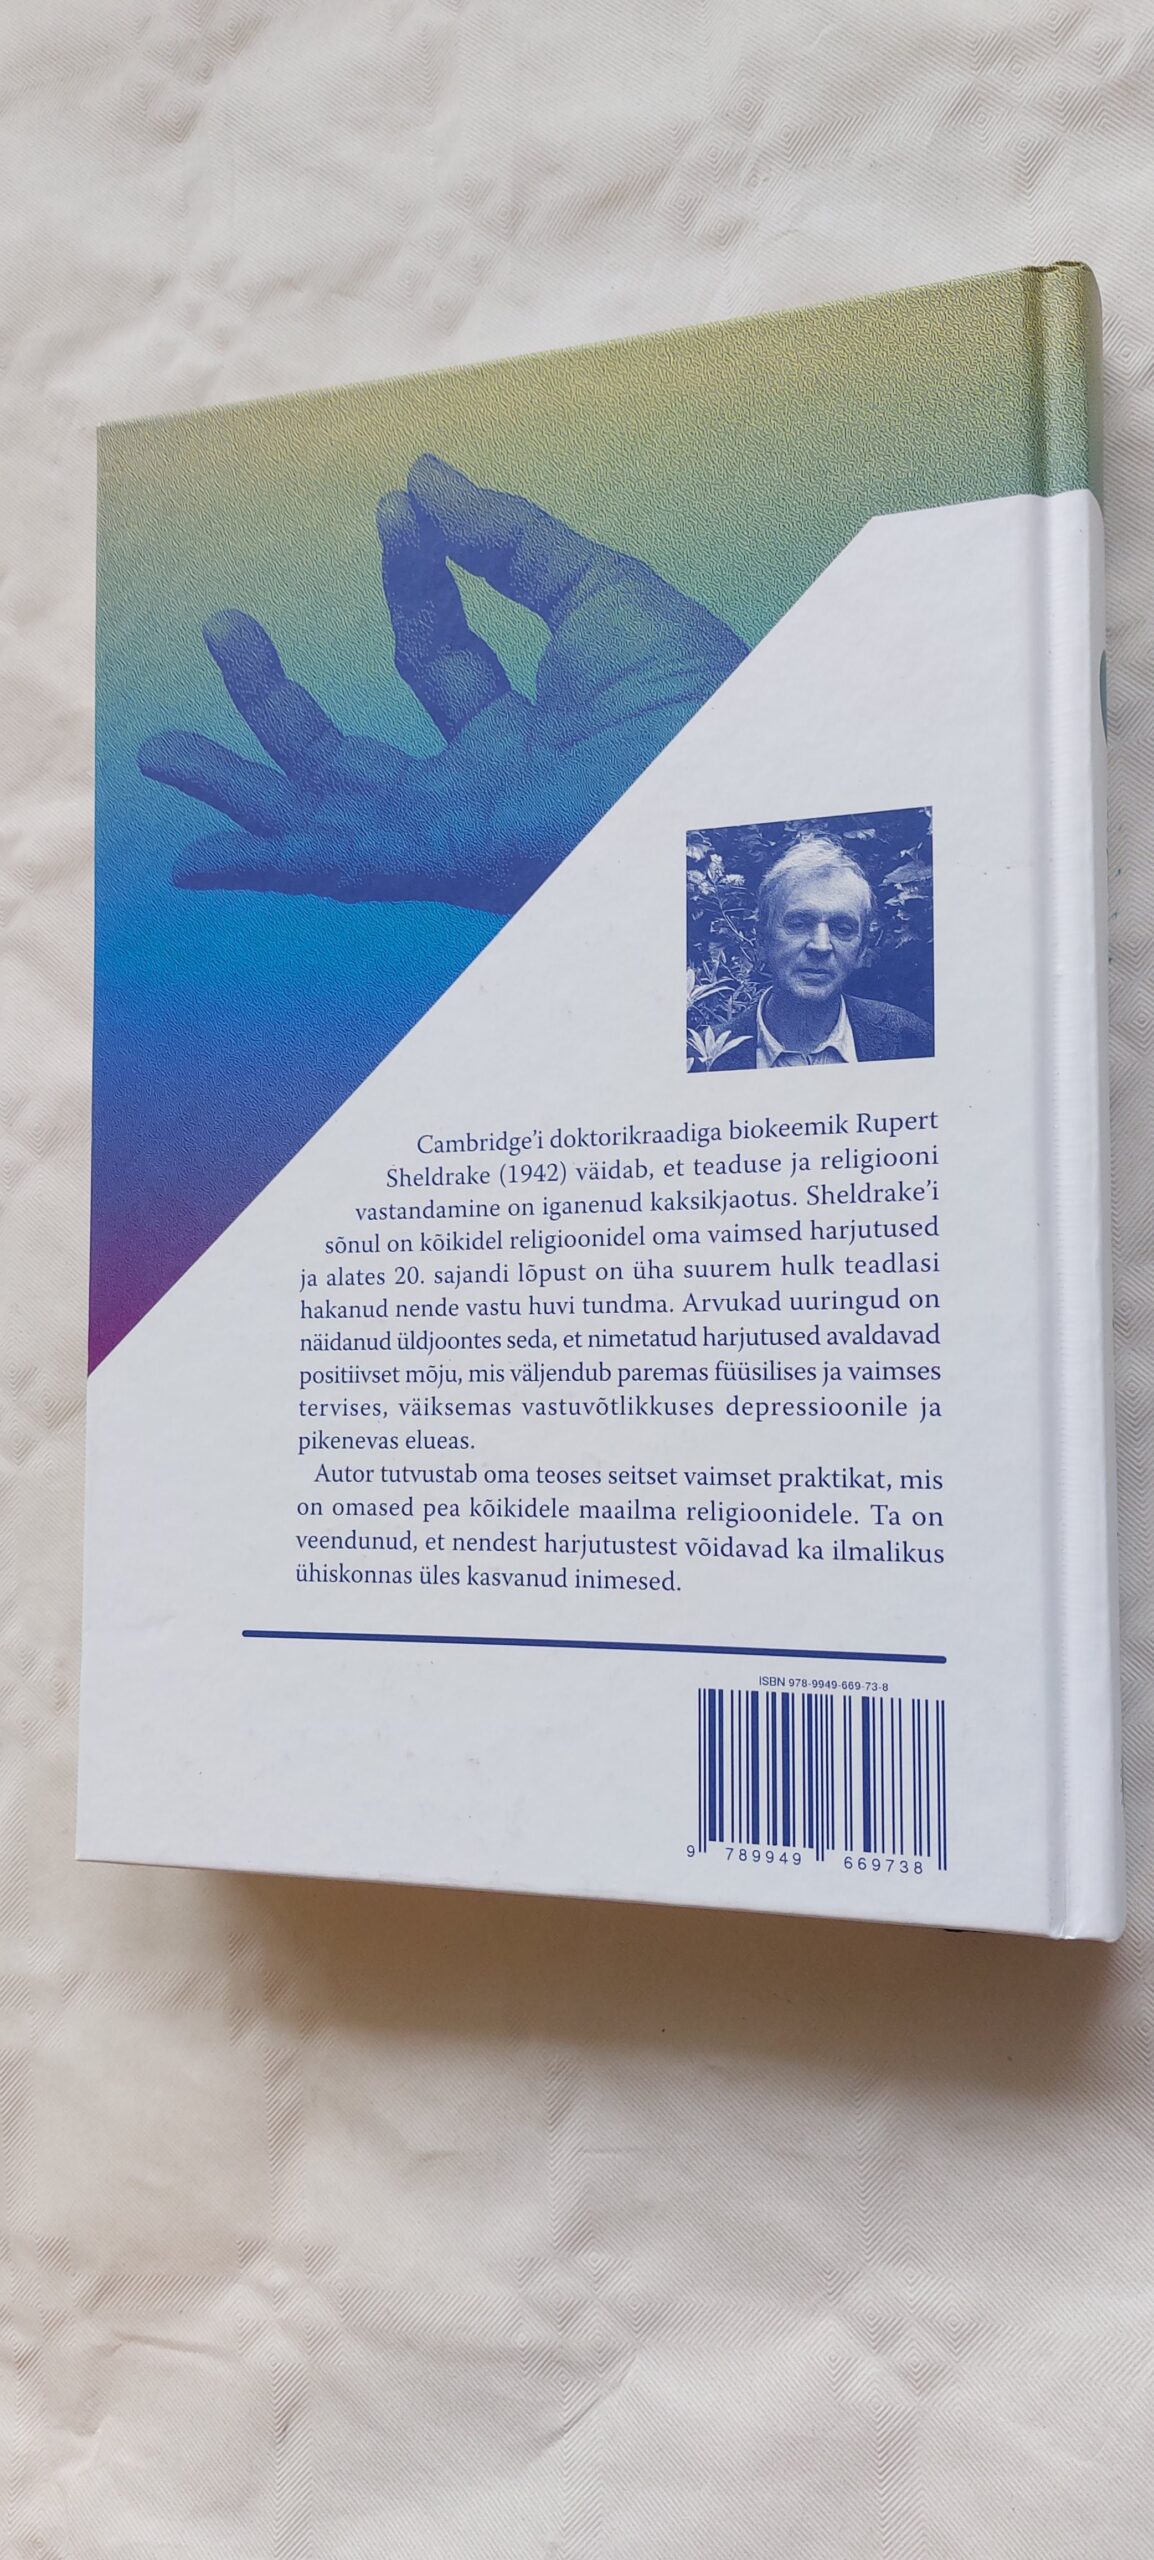 Cambridge’i doktorikraadiga biokeemik Rupert
Sheldrake (1942) väidab, et teaduse ja religiooni
vastandamine on iganenud kaksikjaotus. Sheldrake’i
sõnul on kõikidel religioonidel oma vaimsed harjutused
ja alates 20. sajandi lõpust on üha suurem hulk teadlasi
hakanud nende vastu huvi tundma. Arvukad uuringud on
näidanud üldjoontes seda, et nimetatud harjutused avaldavad
positiivset mõju, mis väljendub paremas füüsilises ja vaimses
tervises, väiksemas vastuvõtlikkuses depressioonile ja
pikenevas elueas.
Autor tutvustab oma teoses seitset vaimset praktikat, mis
on omased pea kõikidele maailma religioonidele. Ta on
veendunud, et nendest harjutustest võidavad ka ilmalikus
ühiskonnas üles kasvanud inimesed.
ISBN 978-9949-669-73-8
9 789949 669738